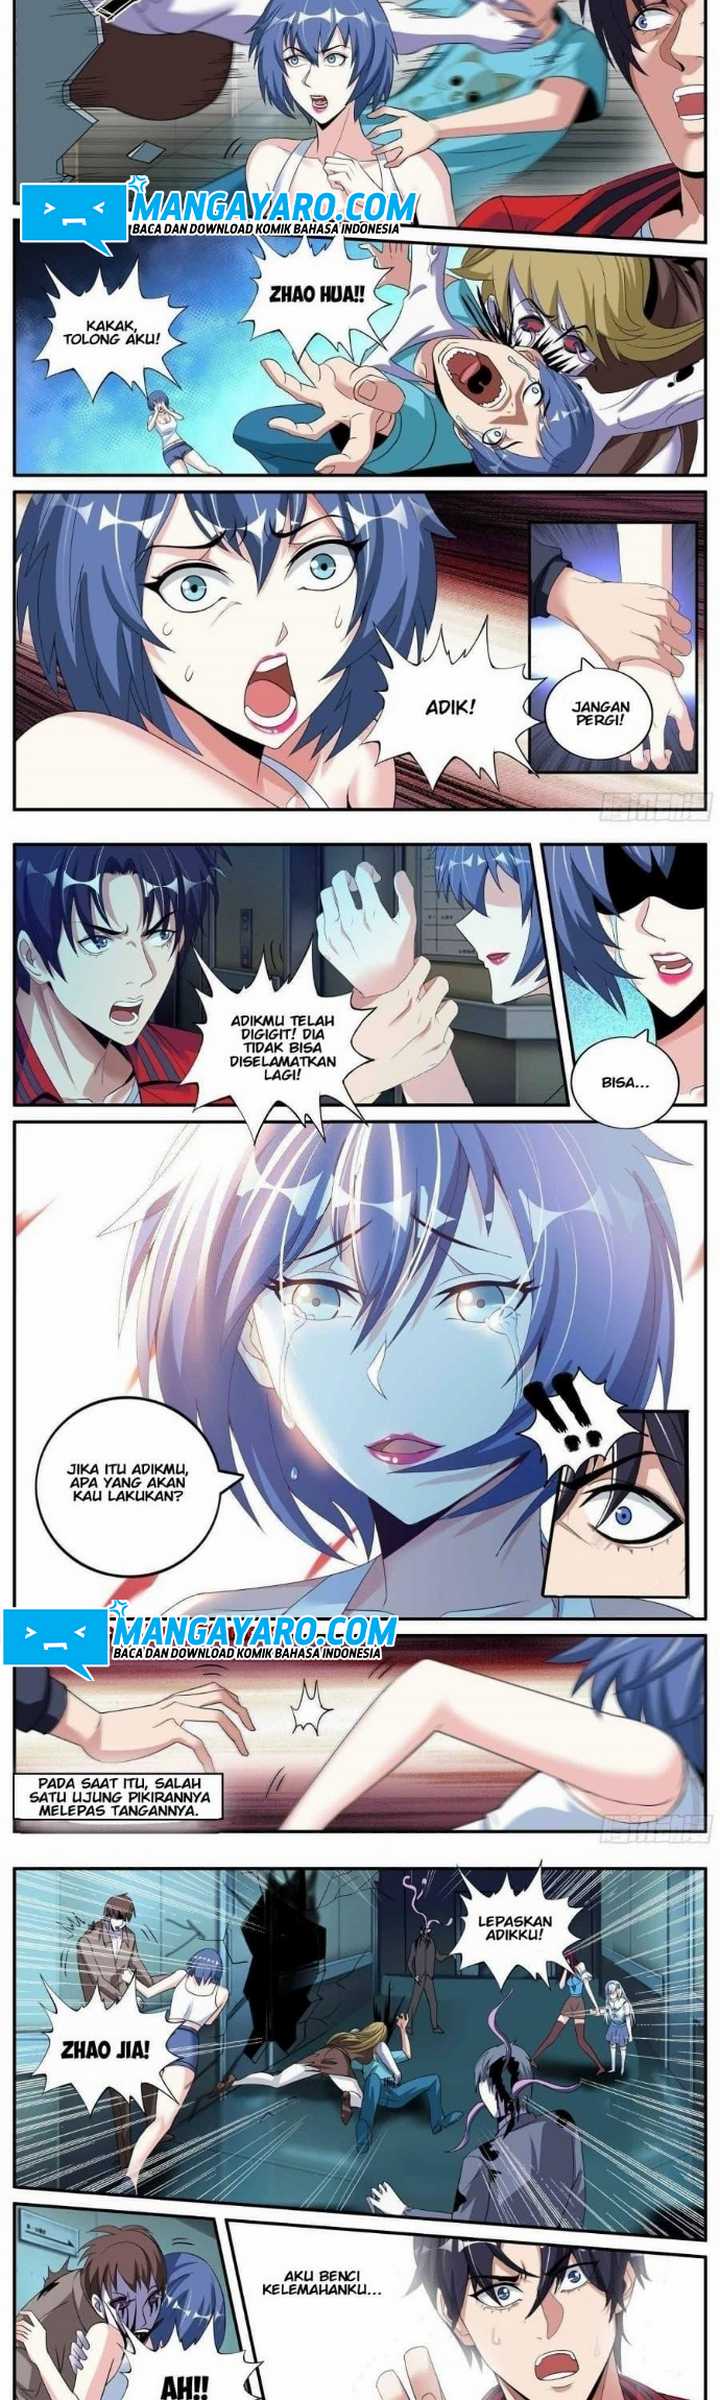 MANGAYARO.COM
BACA DAN DOWNLOAD KOMIK BAHASA INDONESIA
ZHAO HUA!!
KAKAK,
TOLONG AKU!
ADIK!
JANGAN
PERGI!
ADIKMU TELAH
DIGIGIT! DIA
TIDAK BISA
DISELAMATKAN
LAGI!
BISA...
!!
JIKA ITU ADIKMU,
APA YANG AKAN
KAU LAKUKAN?
MANGAYARO.COM
BACA DAN DOWNLOAD KOMIK BAHASA INDONESIA
PADA SAAT ITU, SALAH
SATU UJUNG PIKIRANNYA
MELEPAS TANGANNYA.
LEPASKAN
ADIKKU!
ZHAO JIA!
AKU BENCI
KELEMAHANKU...
AH!!